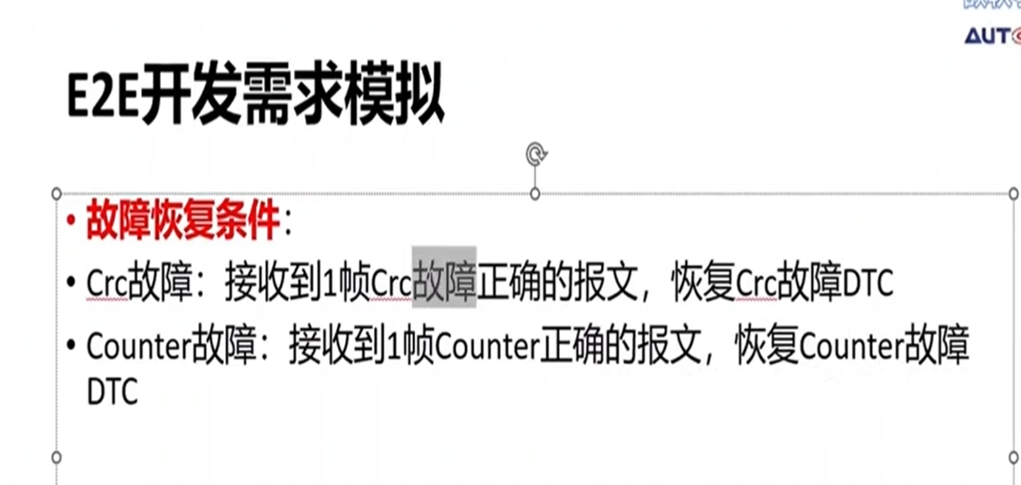 AUT
E2E开发需求模拟
• 故障恢复条件：
• Crc故障：接收到1帧Crc故障正确的报文，恢复Crc故障DTC
• Counter故障：接收到1帧Counter正确的报文，恢复Counter故障
DTC